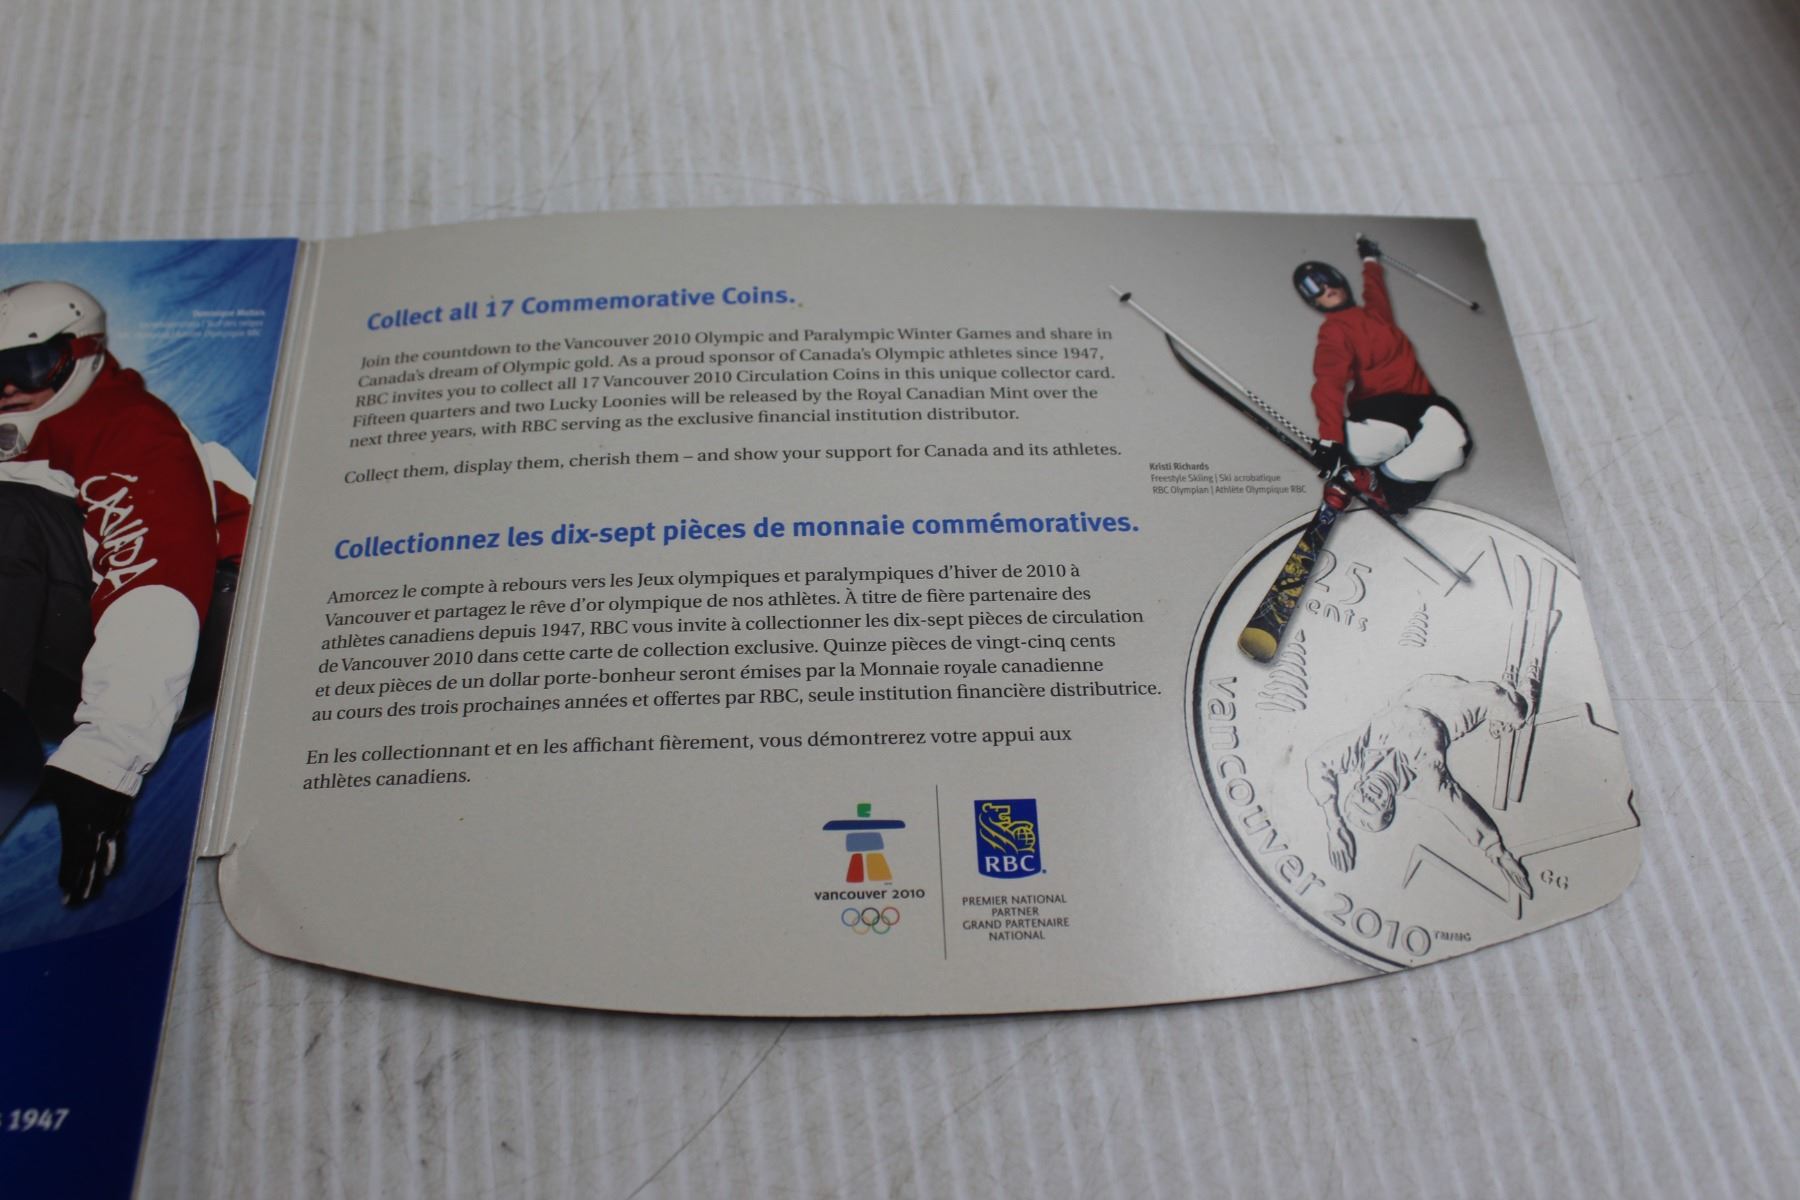 Collect all 17 Commemorative Coins.
Join the countdown to the Vancouver 2010 Olympic and Paralympic Winter Games and share in
Canada's dream of Olympic gold. As a proud sponsor of Canada's Olympic athletes since 1947,
RBC invites you to collect all 17 Vancouver 2010 Circulation Coins in this unique collector card.
Fifteen quarters and two Lucky Loonies will be released by the Royal Canadian Mint over the
next three years, with RBC serving as the exclusive financial institution distributor.
Collect them, display them, cherish them – and show your support for Canada and its athletes.
Kristi Richards
Freestyle Skiing | Ski acrobatique
RBC Olympian | Athlète Olympique RBC
Collectionnez les dix-sept pièces de monnaie commémoratives.
Amorcez le compte à rebours vers les Jeux olympiques et paralympiques d'hiver de 2010 à
Vancouver et partagez le rêve d'or olympique de nos athlètes. À titre de fière partenaire des
athlètes canadiens depuis 1947, RBC vous invite à collectionner les dix-sept pièces de circulation
de Vancouver 2010 dans cette carte de collection exclusive. Quinze pièces de vingt-cinq cents
et deux pièces de un dollar porte-bonheur seront émises par la Monnaie royale canadienne
au cours des trois prochaines années et offertes par RBC, seule institution financière distributrice.
En les collectionnant et en les affichant fièrement, vous démontrerez votre appui aux
athlètes canadiens.
vancouver 2010
RBC
PREMIER NATIONAL
PARTNER
GRAND PARTENAIRE
NATIONAL
25
cents
vancouver 2010 TM/MC
GG
CANADA
1947